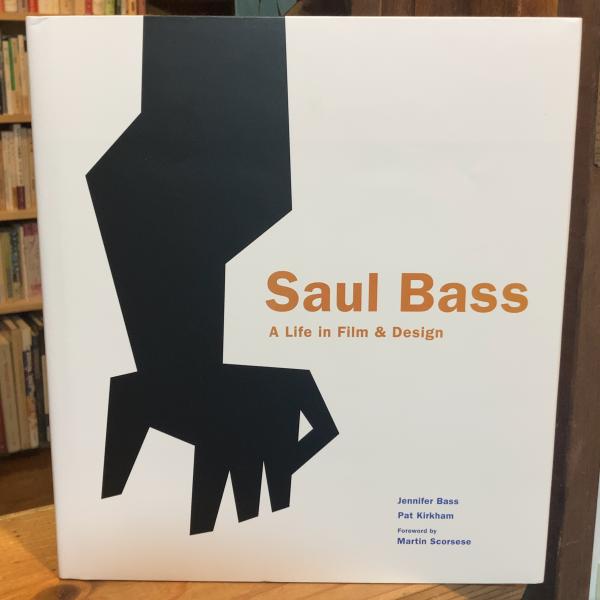 Saul Bass
A Life in Film & Design
Jennifer Bass
Pat Kirkham
Foreword by
Martin Scorsese